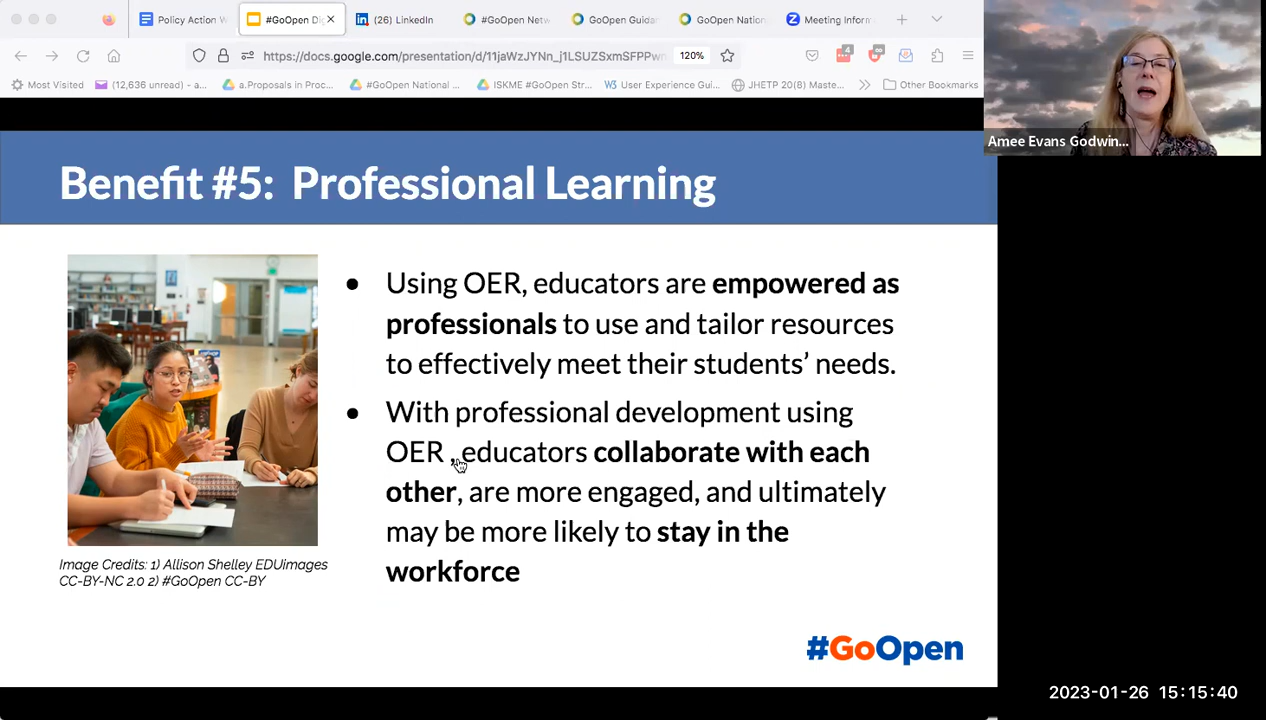 Policy Action W
#GoOpen Di
(26) LinkedIn
#GoOpen Netw
GoOpen Guida
GoOpen Nation
Meeting Inform
https://docs.google.com/presentation/d/11jaWzJYNn_j1LSUZSxmSFPPwn
120%
Most Visited
(12,636 unread) - a...
a.Proposals in Proc...
#GoOpen National ...
ISKME #GoOpen Str...
User Experience Gui...
JHETP 20(8) Maste...
Other Bookmarks
Amee Evans Godwin...
Benefit #5: Professional Learning
● Using OER, educators are empowered as
professionals to use and tailor resources
to effectively meet their students’ needs.
● With professional development using
OER , educators collaborate with each
other, are more engaged, and ultimately
may be more likely to stay in the
workforce
Image Credits: 1) Allison Shelley EDUimages
CC-BY-NC 2.0 2) #GoOpen CC-BY
#GoOpen
2023-01-26 15:15:40